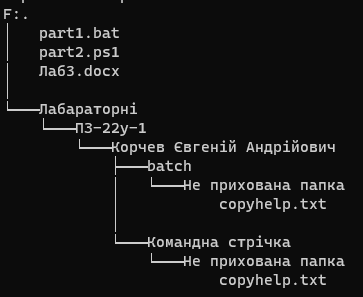 F:.
│   part1.bat
│   part2.ps1
│   Лаб3.docx
│
└───Лабараторні
    └───ПЗ-22у-1
        └───Корчев Євгеній Андрійович
            ├───batch
            │   └───Не прихована папка
            │           copyhelp.txt
            │
            └───Командна стрічка
                └───Не прихована папка
                        copyhelp.txt